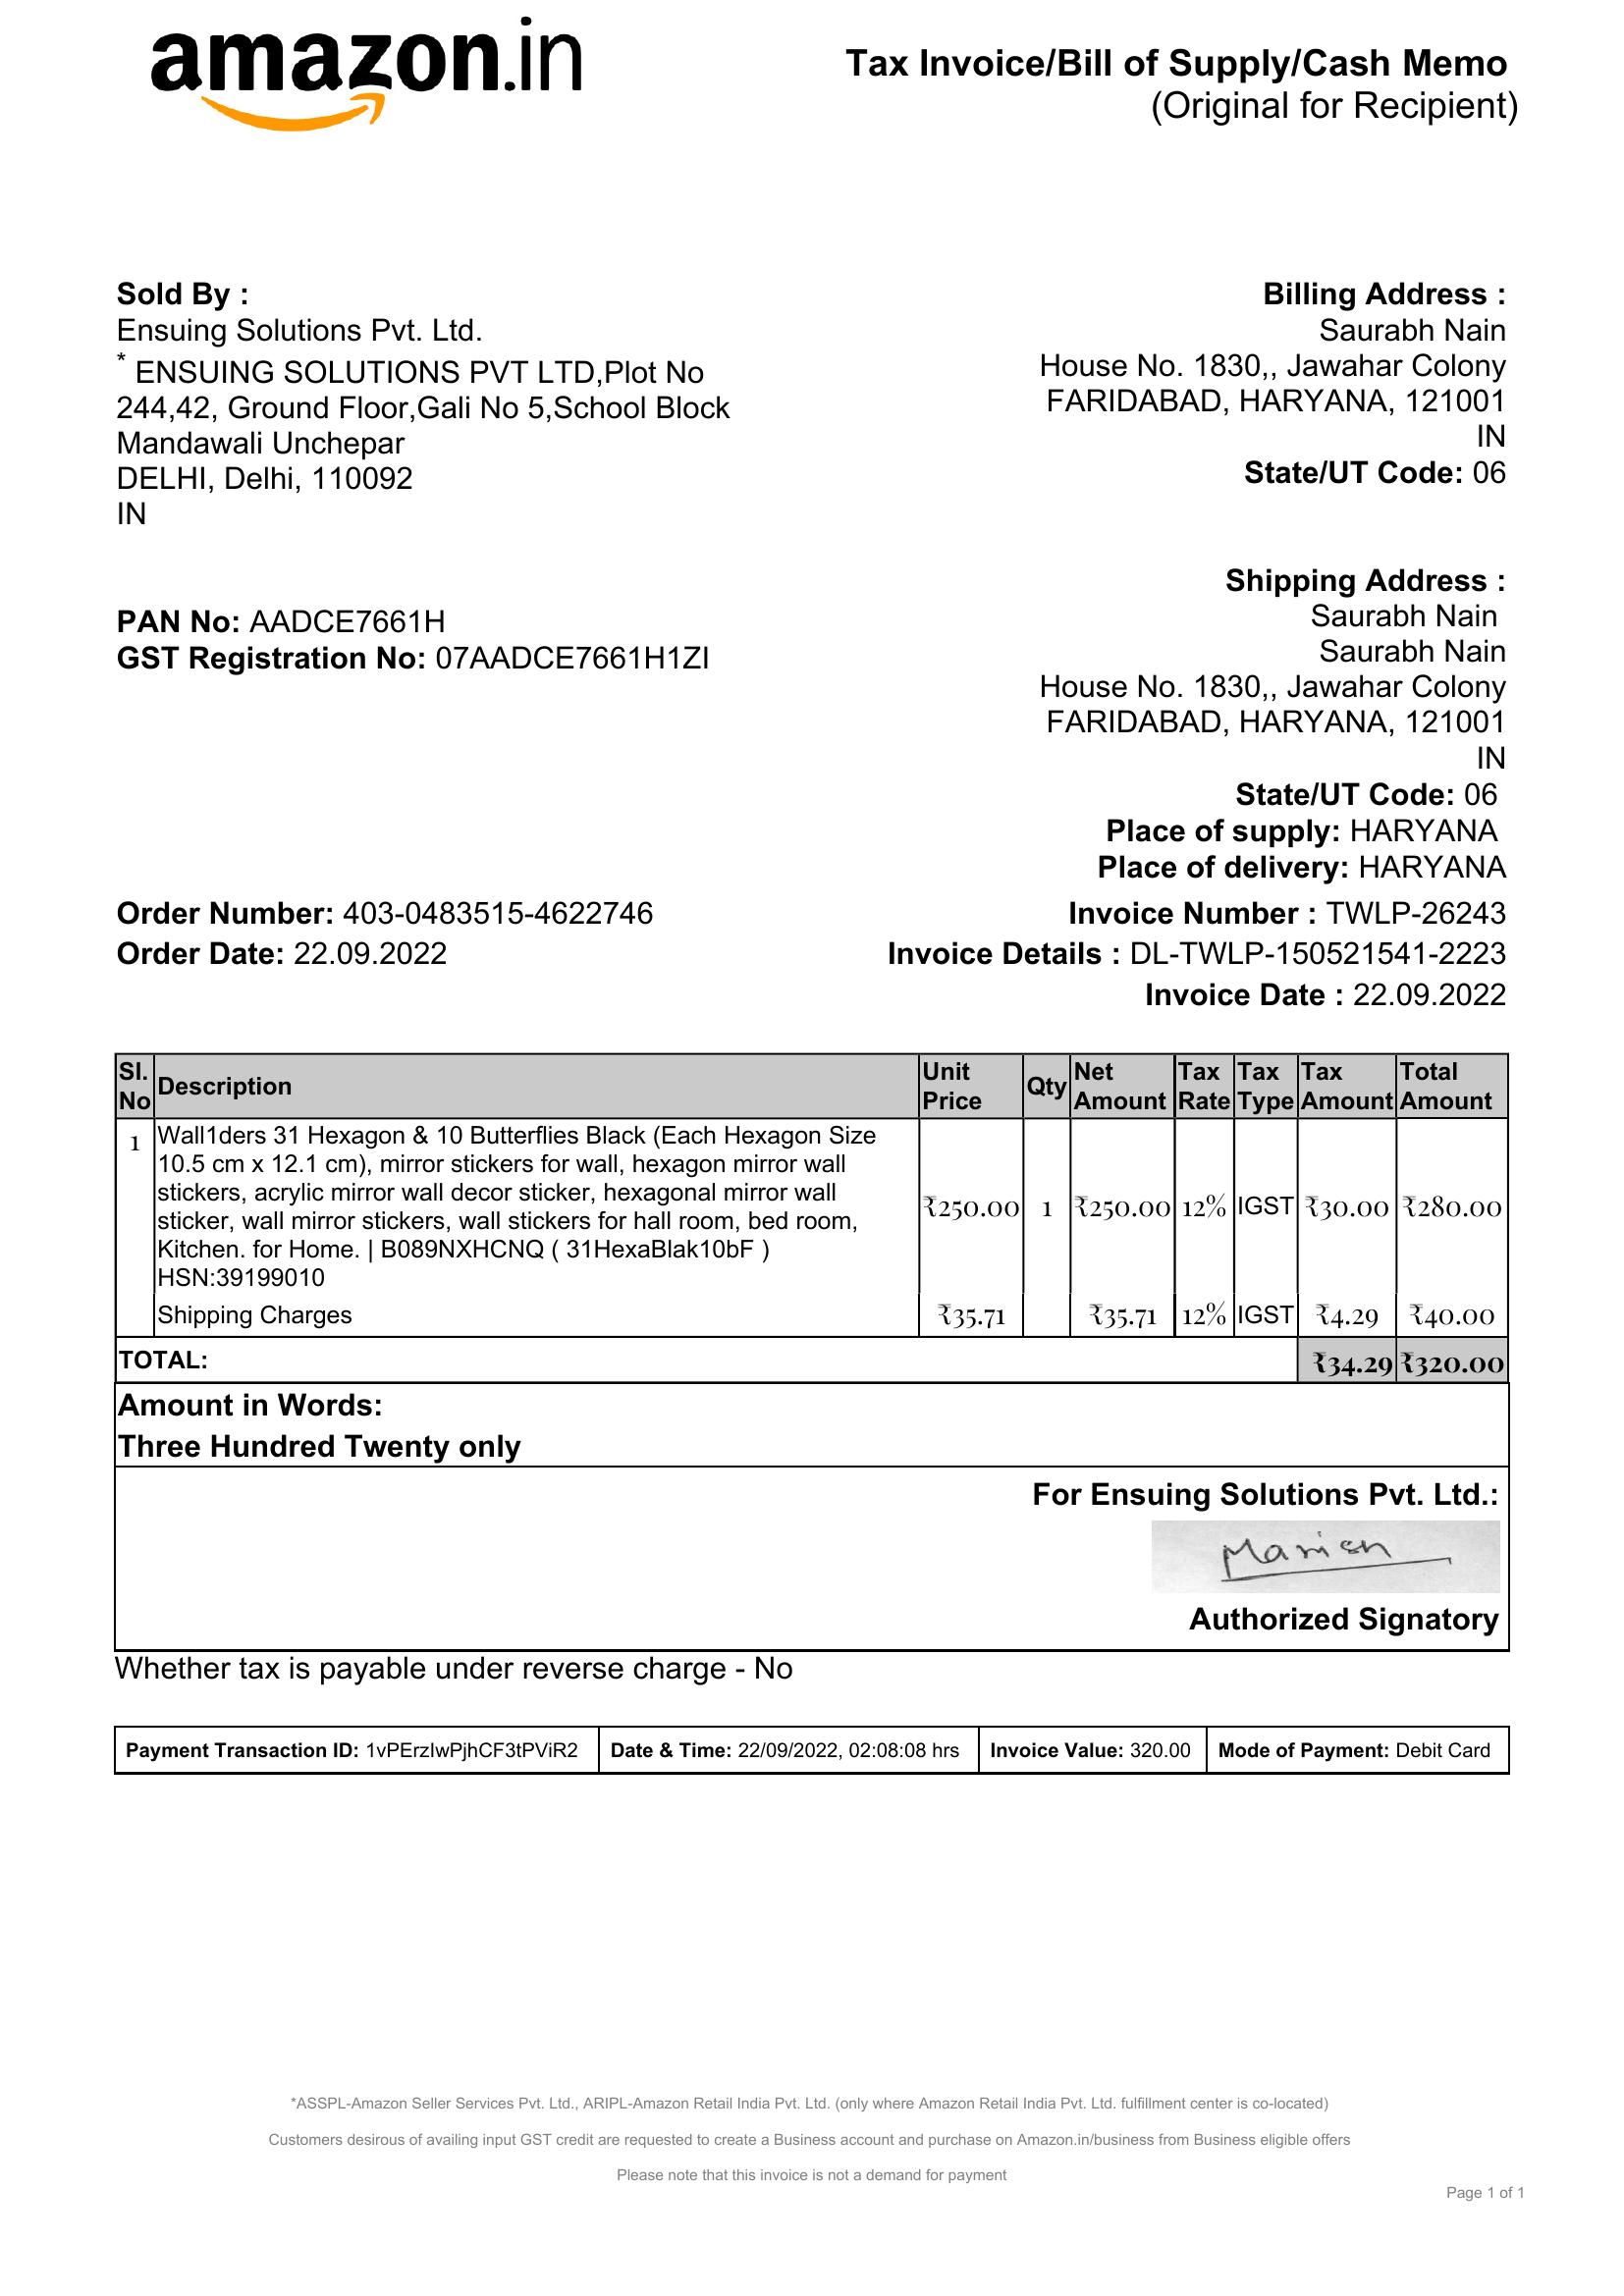 amazon.in
Tax Invoice/Bill of Supply/Cash Memo
(Original for Recipient)
Sold By :
Ensuing Solutions Pvt. Ltd.
* ENSUING SOLUTIONS PVT LTD,Plot No
244,42, Ground Floor,Gali No 5,School Block
Mandawali Unchepar
DELHI, Delhi, 110092
IN
Billing Address :
Saurabh Nain
House No. 1830,, Jawahar Colony
FARIDABAD, HARYANA, 121001
IN
State/UT Code: 06
PAN No: AADCE7661H
GST Registration No: 07AADCE7661H1ZI
Shipping Address :
Saurabh Nain
Saurabh Nain
House No. 1830,, Jawahar Colony
FARIDABAD, HARYANA, 121001
IN
State/UT Code: 06
Place of supply: HARYANA
Place of delivery: HARYANA
Order Number: 403-0483515-4622746
Order Date: 22.09.2022
Invoice Number : TWLP-26243
Invoice Details : DL-TWLP-150521541-2223
Invoice Date : 22.09.2022
Sl. No Description Unit Price Qty Net Amount Tax Rate Tax Type Tax Amount Total Amount
1 Wall1ders 31 Hexagon & 10 Butterflies Black (Each Hexagon Size
10.5 cm x 12.1 cm), mirror stickers for wall, hexagon mirror wall
stickers, acrylic mirror wall decor sticker, hexagonal mirror wall
sticker, wall mirror stickers, wall stickers for hall room, bed room,
Kitchen. for Home. | B089NXHCNQ ( 31HexaBlak10bF )
HSN:39199010
₹250.00 1 ₹250.00 12% IGST ₹30.00 ₹280.00
Shipping Charges ₹35.71 ₹35.71 12% IGST ₹4.29 ₹40.00
TOTAL: ₹34.29 ₹320.00
Amount in Words:
Three Hundred Twenty only
For Ensuing Solutions Pvt. Ltd.:
Manish
Authorized Signatory
Whether tax is payable under reverse charge - No
Payment Transaction ID: 1vPErzIwPjhCF3tPViR2 Date & Time: 22/09/2022, 02:08:08 hrs Invoice Value: 320.00 Mode of Payment: Debit Card
*ASSPL-Amazon Seller Services Pvt. Ltd., ARIPL-Amazon Retail India Pvt. Ltd. (only where Amazon Retail India Pvt. Ltd. fulfillment center is co-located)
Customers desirous of availing input GST credit are requested to create a Business account and purchase on Amazon.in/business from Business eligible offers
Please note that this invoice is not a demand for payment
Page 1 of 1